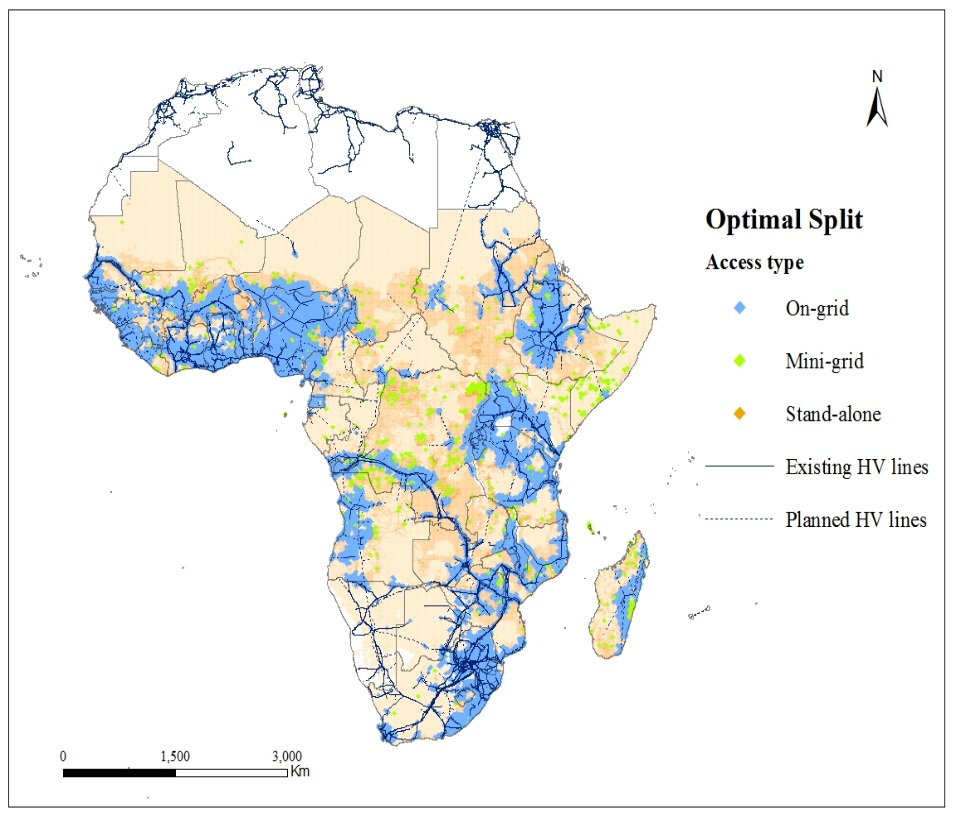 N
Optimal Split
Access type
On-grid
Mini-grid
Stand-alone
Existing HV lines
Planned HV lines
0 1,500 3,000
Km